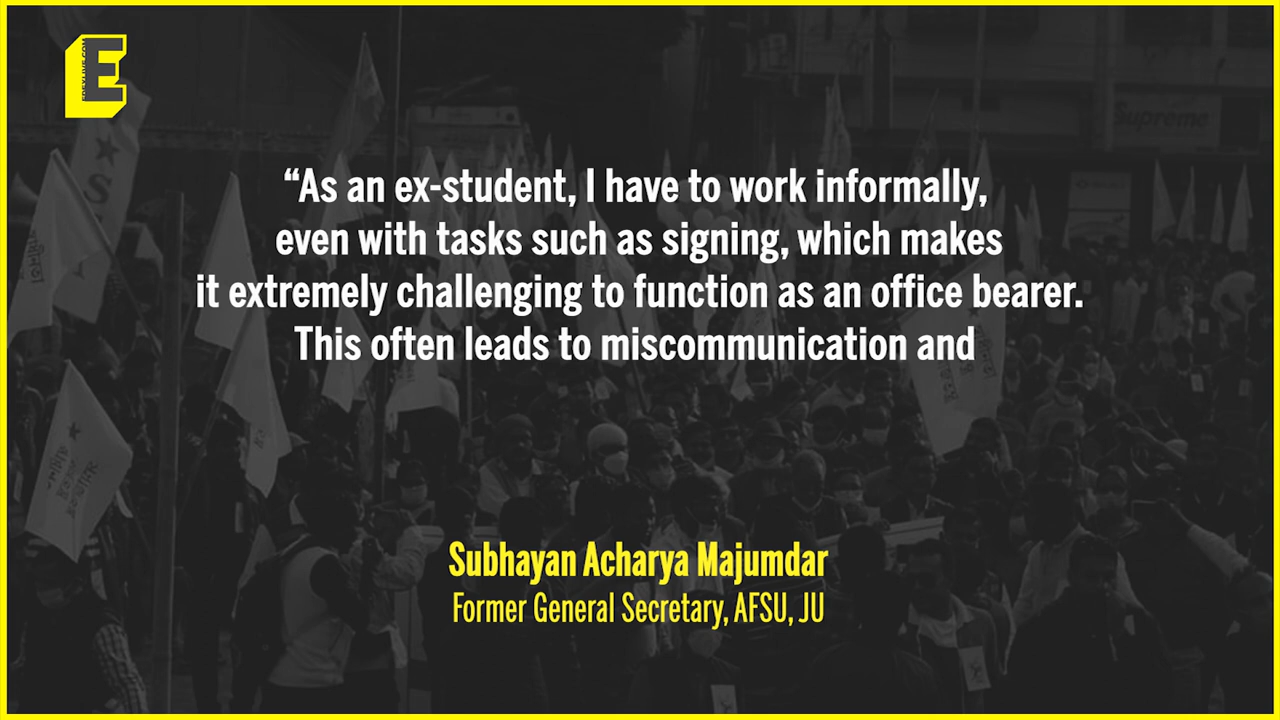 E
“As an ex-student, I have to work informally,
even with tasks such as signing, which makes
it extremely challenging to function as an office bearer.
This often leads to miscommunication and
Subhayan Acharya Majumdar
Former General Secretary, AFSU, JU
Supreme